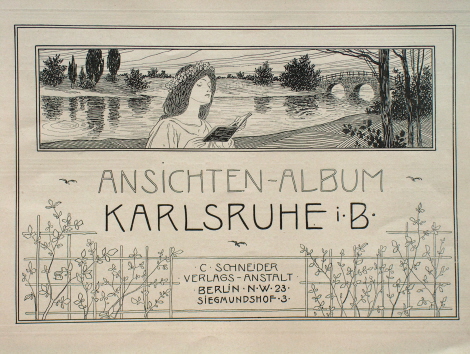 ANSICHTEN-ALBUM
KARLSRUHE i·B·
·C· SCHNEIDER
VERLAGS-ANSTALT
·BERLIN·N·W·23·
SIEGMUNDSHOF·3·